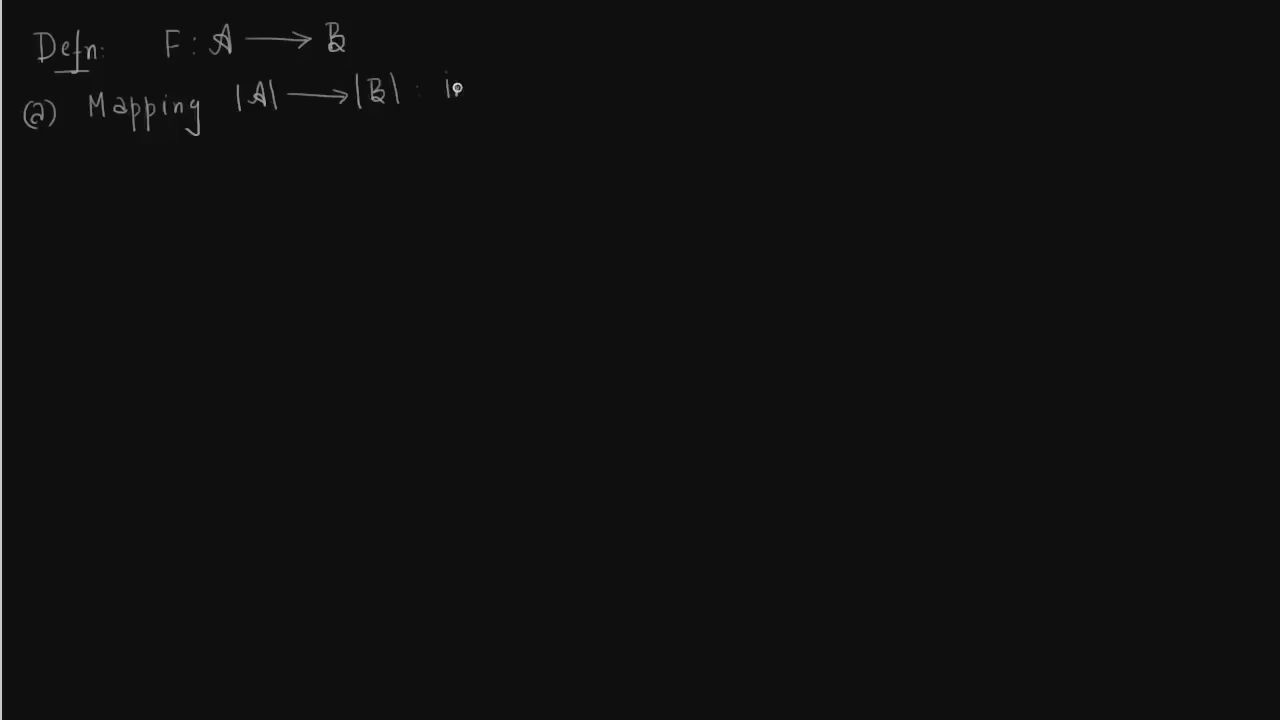 Defn: F : 𝔸 ⟶ 𝔹
(a) Mapping |𝔸| ⟶ |𝔹| :